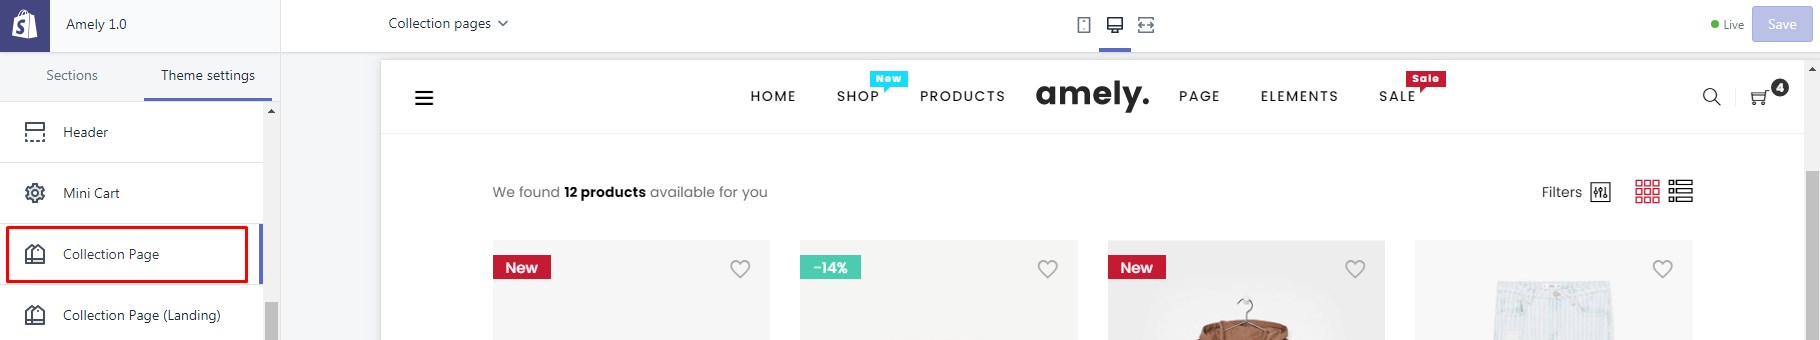 Amely 1.0
Collection pages
Live
Save
Sections
Theme settings
Header
Mini Cart
Collection Page
Collection Page (Landing)
HOME
SHOP
New
PRODUCTS
amely.
PAGE
ELEMENTS
SALE
Sale
4
We found 12 products available for you
Filters
New
-14%
New